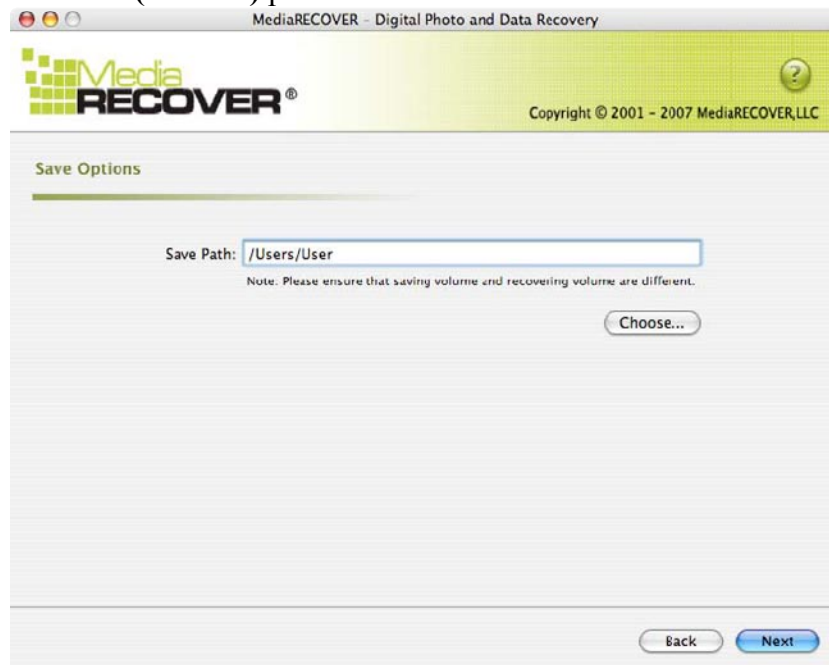 MediaRECOVER - Digital Photo and Data Recovery
Media
RECOVER®
?
Copyright © 2001 - 2007 MediaRECOVER,LLC
Save Options
Save Path: /Users/User
Note: Please ensure that saving volume and recovering volume are different.
Choose...
Back Next